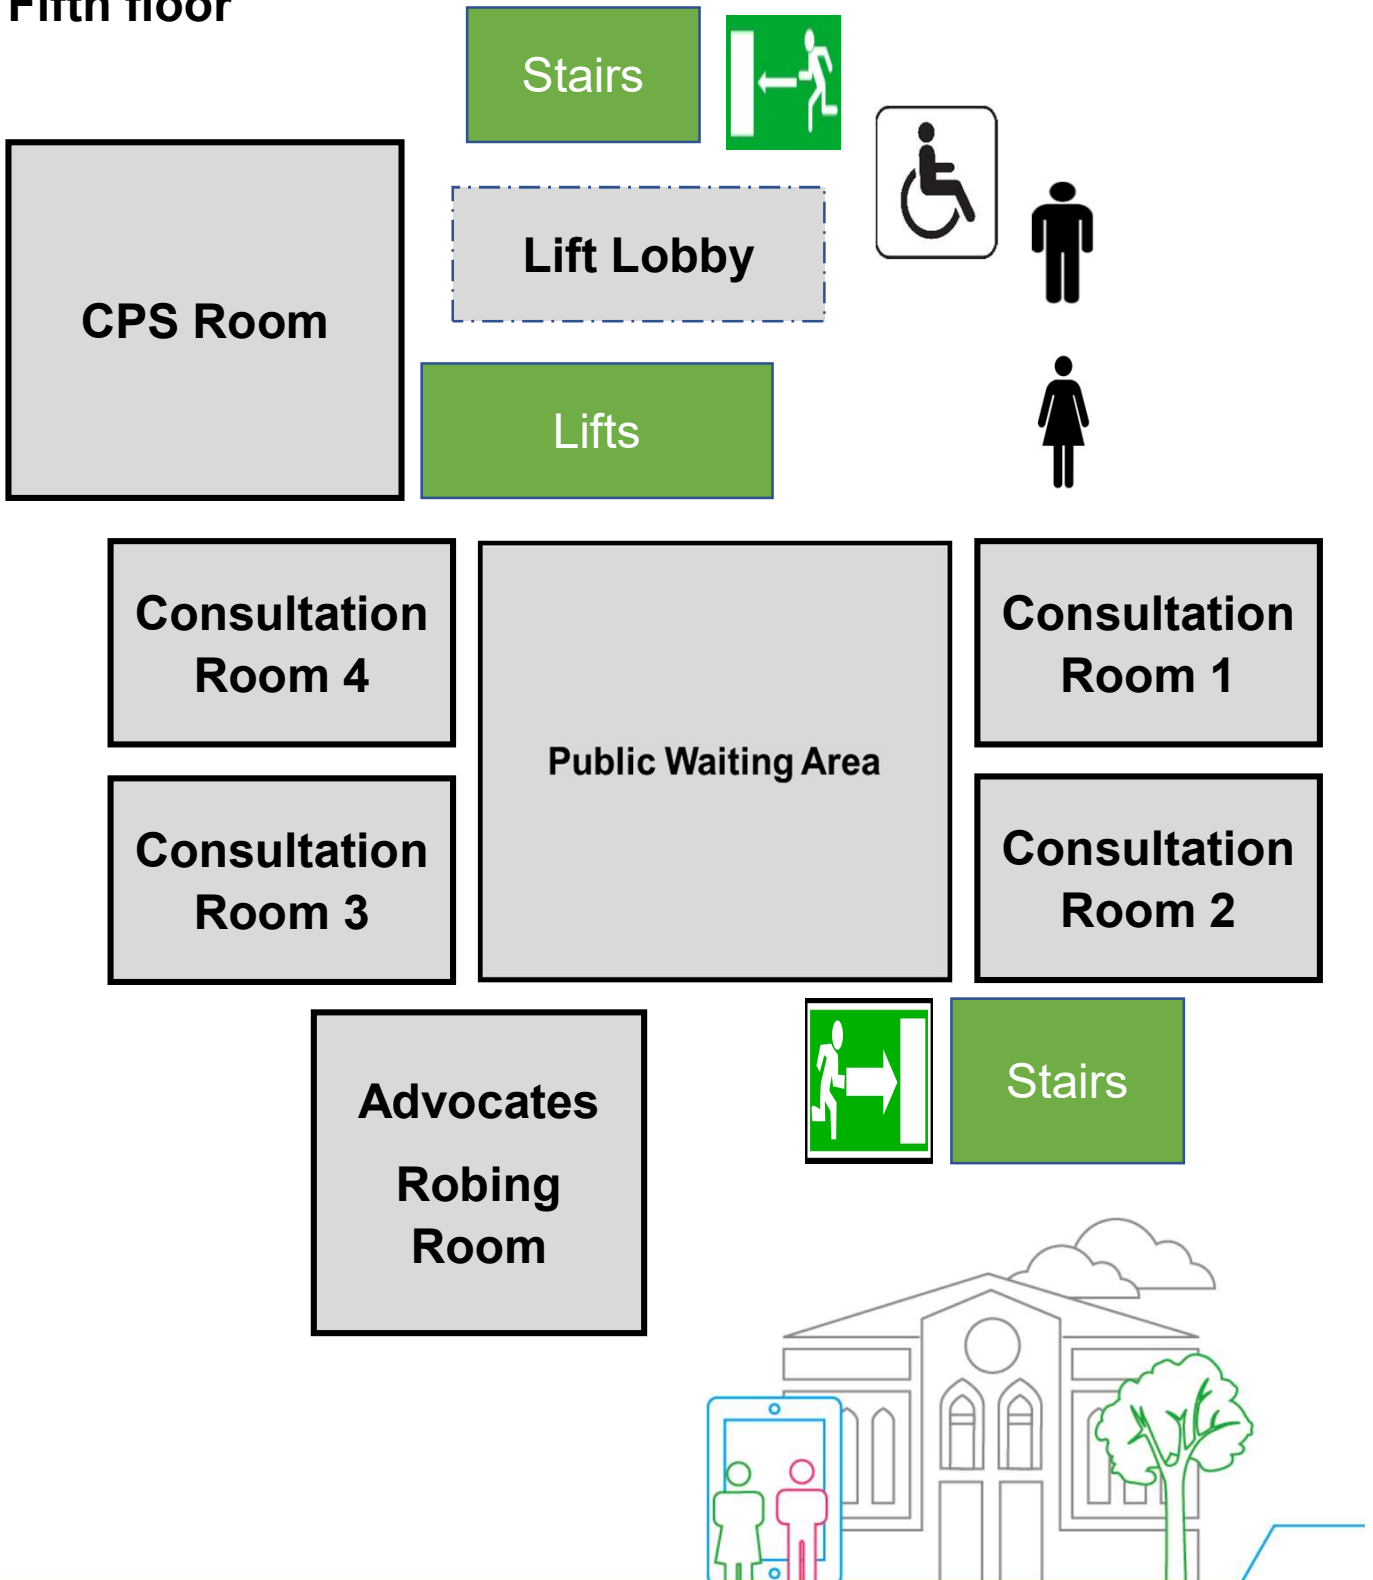 Fifth floor
Stairs
Lift Lobby
CPS Room
Lifts
Consultation
Room 4
Consultation
Room 1
Public Waiting Area
Consultation
Room 3
Consultation
Room 2
Advocates
Robing
Room
Stairs